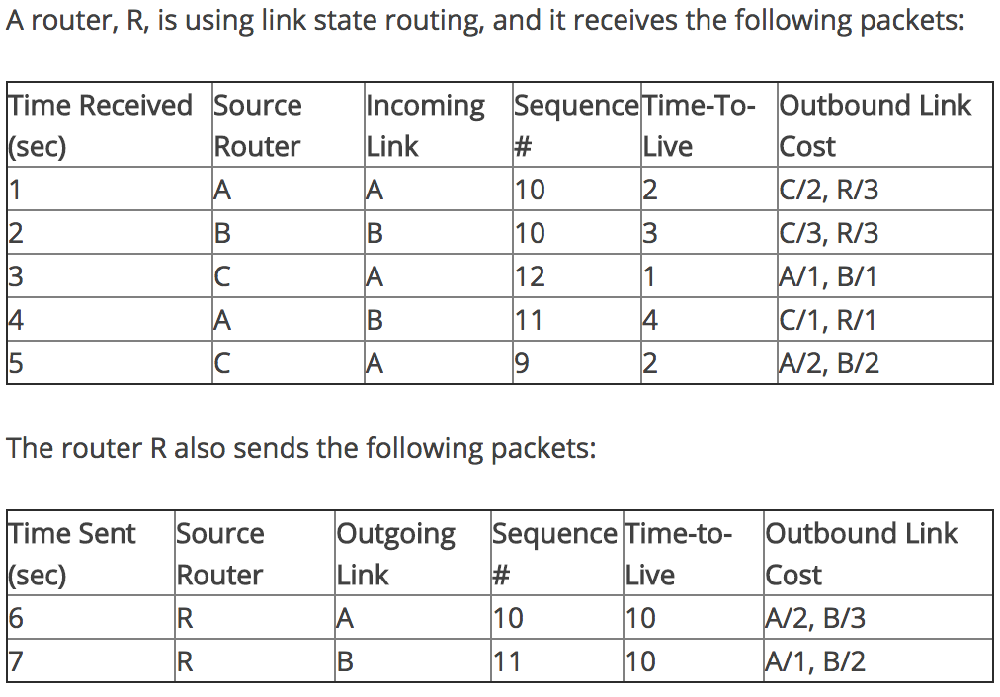 A router, R, is using link state routing, and it receives the following packets:
Time Received (sec) Source Router Incoming Link Sequence # Time-To-Live Outbound Link Cost
1 A A 10 2 C/2, R/3
2 B B 10 3 C/3, R/3
3 C A 12 1 A/1, B/1
4 A B 11 4 C/1, R/1
5 C A 9 2 A/2, B/2
The router R also sends the following packets:
Time Sent (sec) Source Router Outgoing Link Sequence # Time-to-Live Outbound Link Cost
6 R A 10 10 A/2, B/3
7 R B 11 10 A/1, B/2